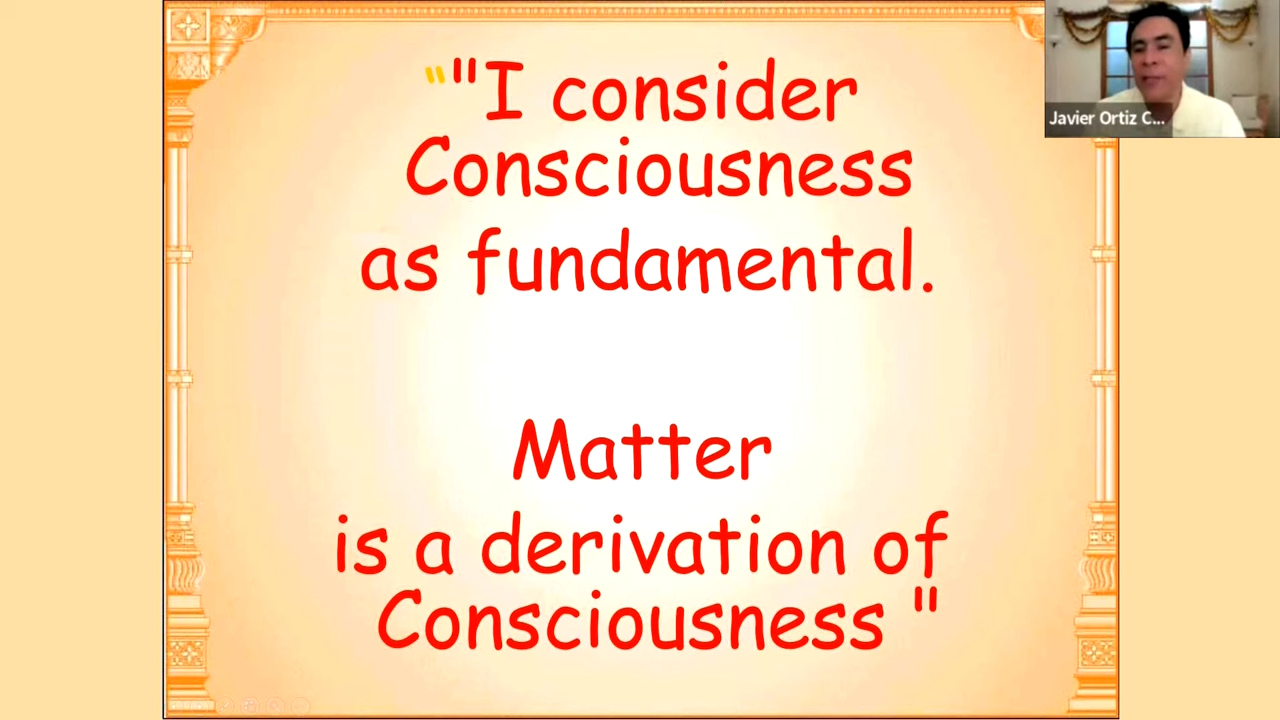 “"I consider
Consciousness
as fundamental.
Matter
is a derivation of
Consciousness "
Javier Ortiz C...